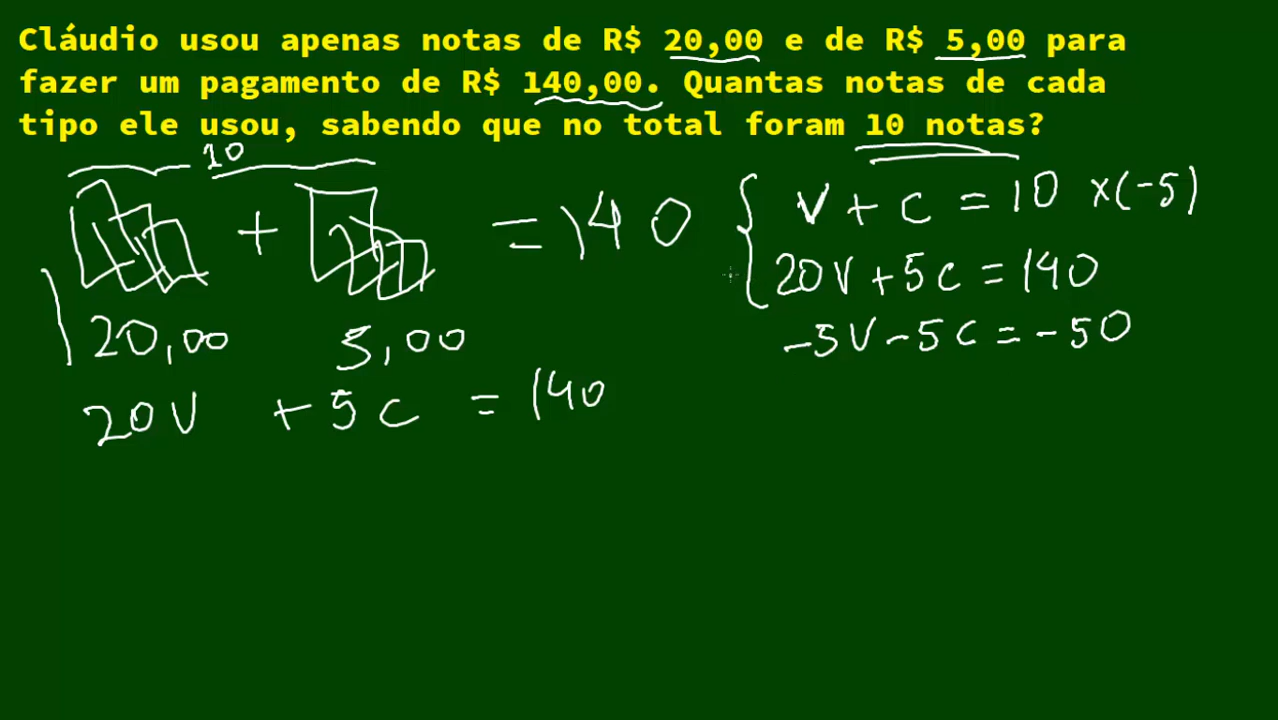 Cláudio usou apenas notas de R$ 20,00 e de R$ 5,00 para
fazer um pagamento de R$ 140,00. Quantas notas de cada
tipo ele usou, sabendo que no total foram 10 notas?
10
+ = 140
20,00 5,00
20V + 5C = 140
V + C = 10 x(-5)
20V + 5C = 140
-5V - 5C = -50